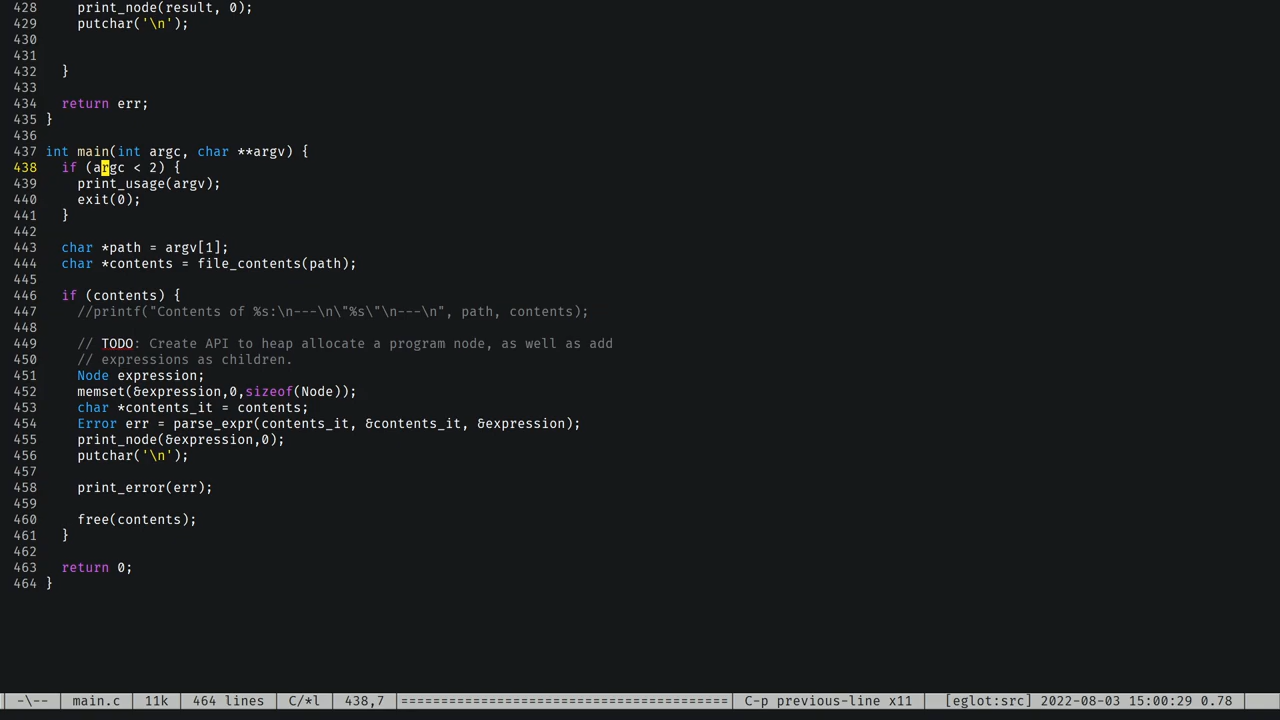 428     print_node(result, 0);
429     putchar('\n');
430
431
432   }
433
434   return err;
435 }
436
437 int main(int argc, char **argv) {
438   if (argc < 2) {
439     print_usage(argv);
440     exit(0);
441   }
442
443   char *path = argv[1];
444   char *contents = file_contents(path);
445
446   if (contents) {
447     //printf("Contents of %s:\n---\n\"%s\"\n---\n", path, contents);
448
449     // TODO: Create API to heap allocate a program node, as well as add
450     // expressions as children.
451     Node expression;
452     memset(&expression,0,sizeof(Node));
453     char *contents_it = contents;
454     Error err = parse_expr(contents_it, &contents_it, &expression);
455     print_node(&expression,0);
456     putchar('\n');
457
458     print_error(err);
459
460     free(contents);
461   }
462
463   return 0;
464 }
-\-- main.c 11k 464 lines C/*l 438,7 ========================================= C-p previous-line x11 [eglot:src] 2022-08-03 15:00:29 0.78